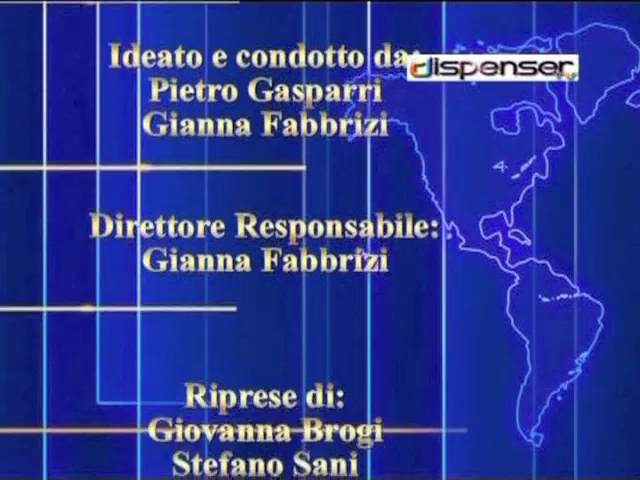 Ideato e condotto da:
dispenser
Pietro Gasparri
Gianna Fabbrizi
Direttore Responsabile:
Gianna Fabbrizi
Riprese di:
Giovanna Brogi
Stefano Sani